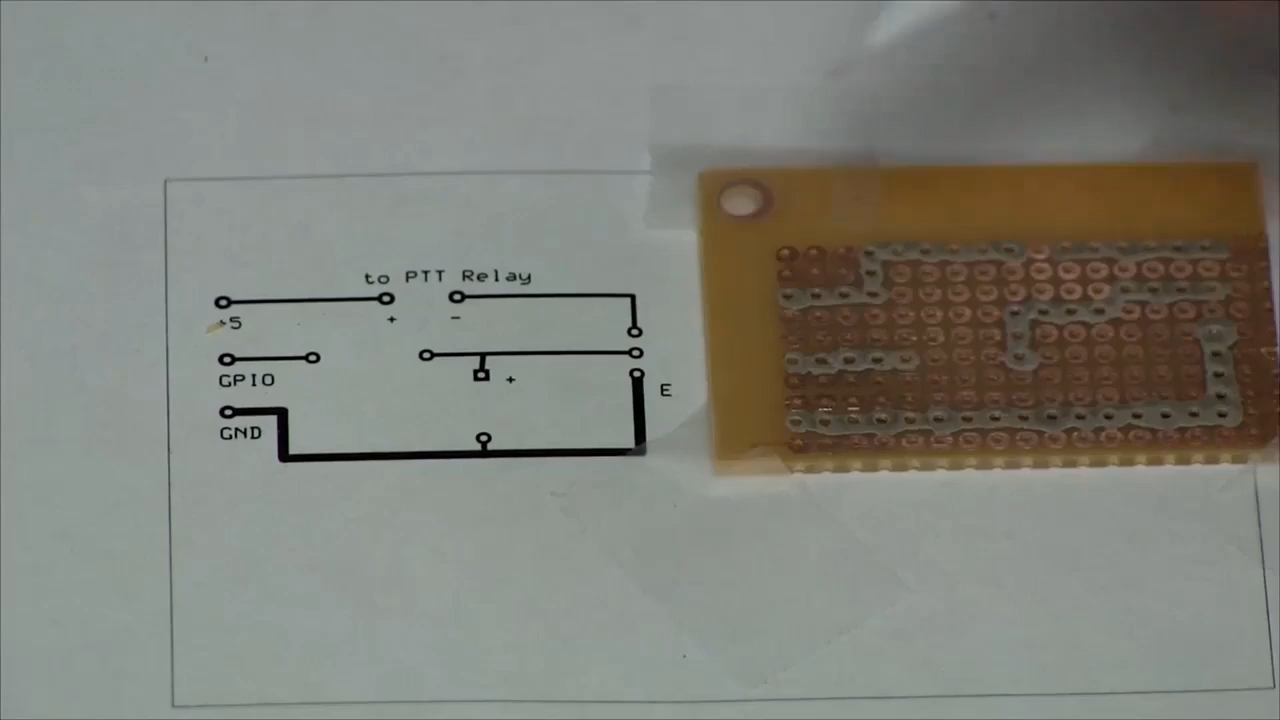 to PTT Relay
+5
+
-
GPIO
+
E
GND